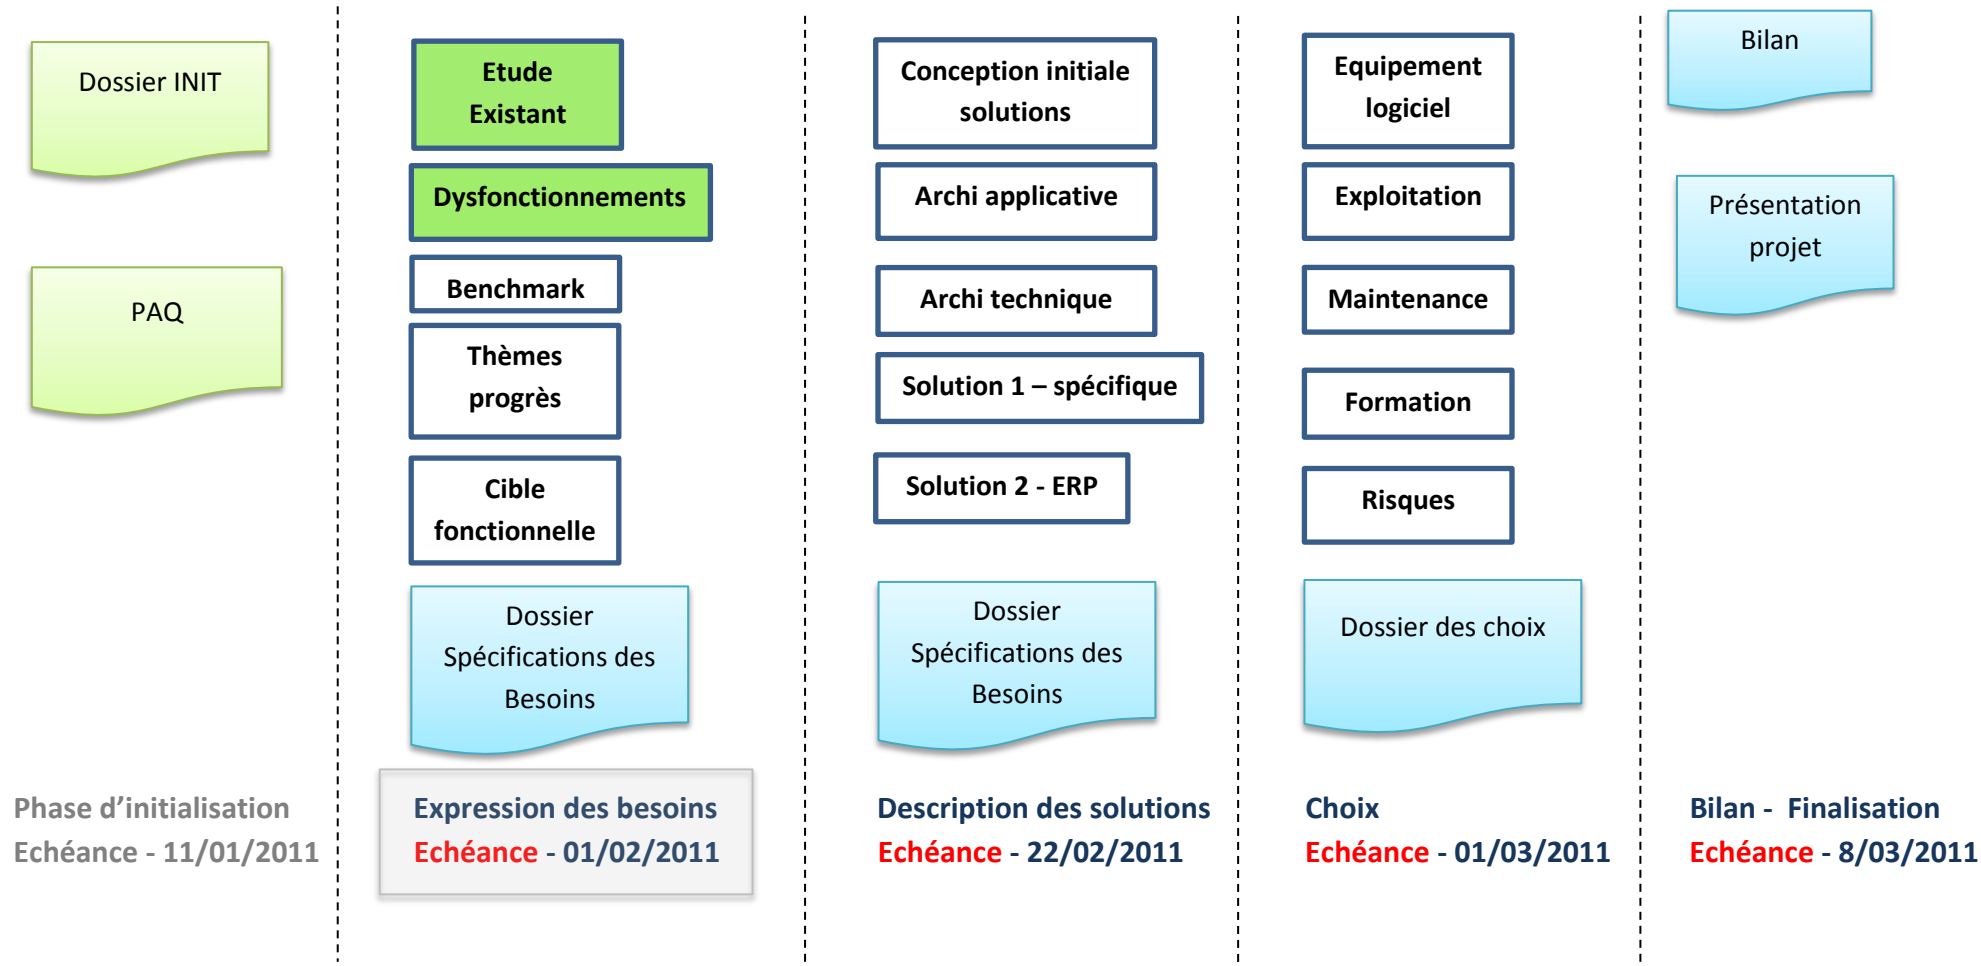 Dossier INIT
PAQ
Phase d’initialisation
Echéance - 11/01/2011
Etude
Existant
Dysfonctionnements
Benchmark
Thèmes
progrès
Cible
fonctionnelle
Dossier
Spécifications des
Besoins
Expression des besoins
Echéance - 01/02/2011
Conception initiale
solutions
Archi applicative
Archi technique
Solution 1 – spécifique
Solution 2 - ERP
Dossier
Spécifications des
Besoins
Description des solutions
Echéance - 22/02/2011
Equipement
logiciel
Exploitation
Maintenance
Formation
Risques
Dossier des choix
Choix
Echéance - 01/03/2011
Bilan
Présentation
projet
Bilan - Finalisation
Echéance - 8/03/2011